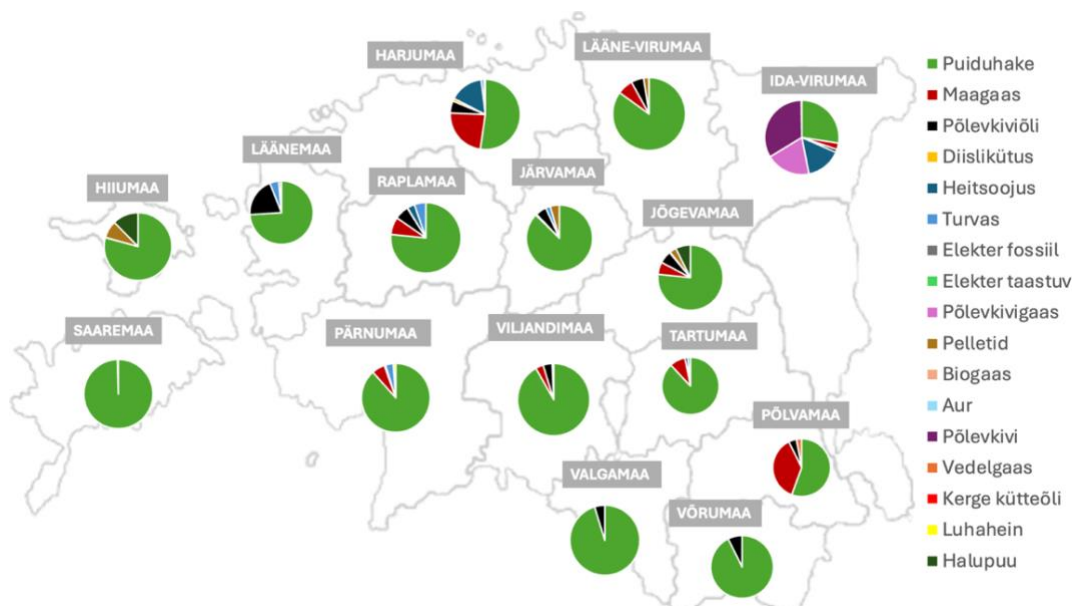 HARJUMAA
LÄÄNE-VIRUMAA
IDA-VIRUMAA
LÄÄNEMAA
HIIUMAA
RAPLAMAA
JÄRVAMAA
JÕGEVAMAA
SAAREMAA
PÄRNUMAA
VILJANDIMAA
TARTUMAA
PÕLVAMAA
VALGAMAA
VÕRUMAA
Puiduhake
Maagaas
Põlevkiviõli
Diislikütus
Heitsoojus
Turvas
Elekter fossiil
Elekter taastuv
Põlevkivigaas
Pelletid
Biogaas
Aur
Põlevkivi
Vedelgaas
Kerge kütteõli
Luhahein
Halupuu